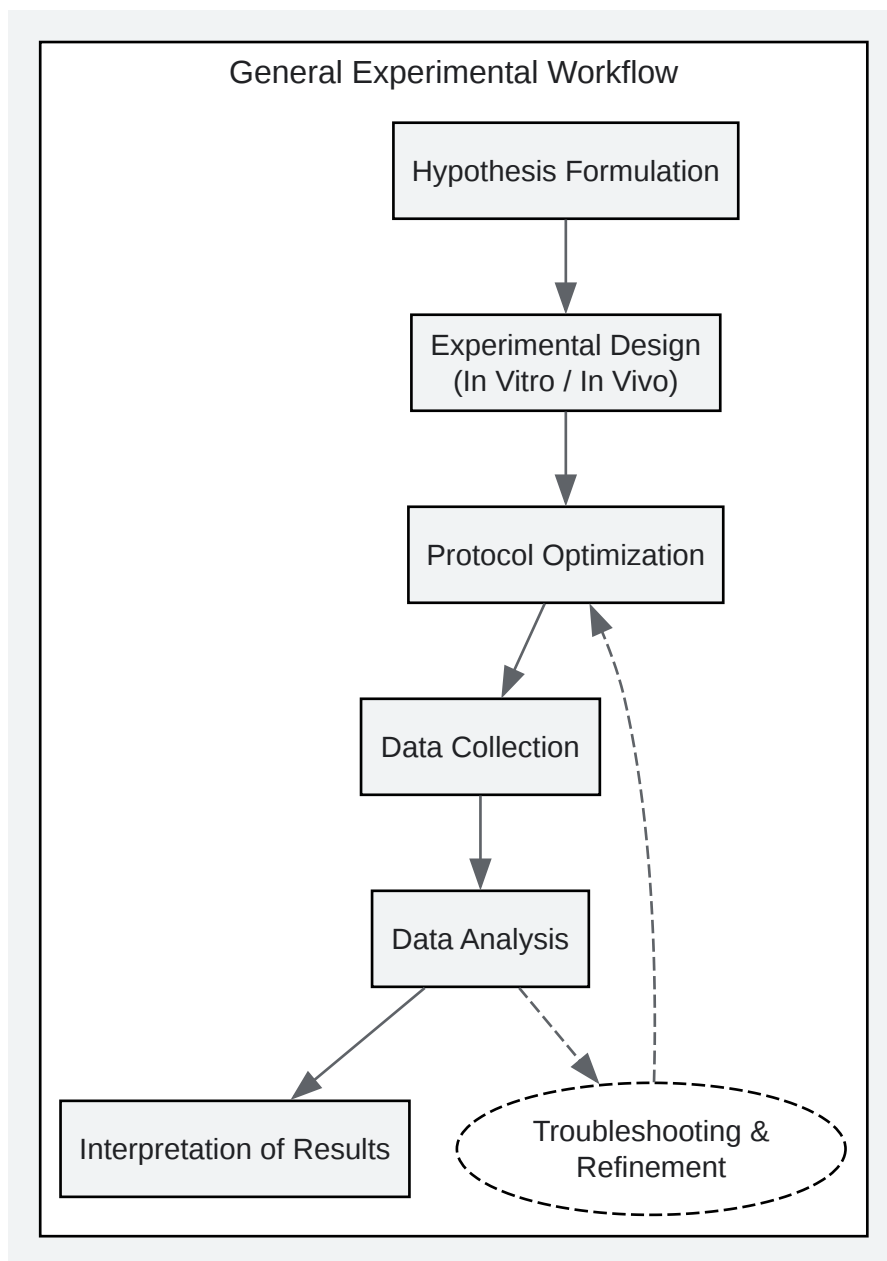 General Experimental Workflow
Hypothesis Formulation
Experimental Design
(In Vitro / In Vivo)
Protocol Optimization
Data Collection
Data Analysis
Interpretation of Results
Troubleshooting &
Refinement